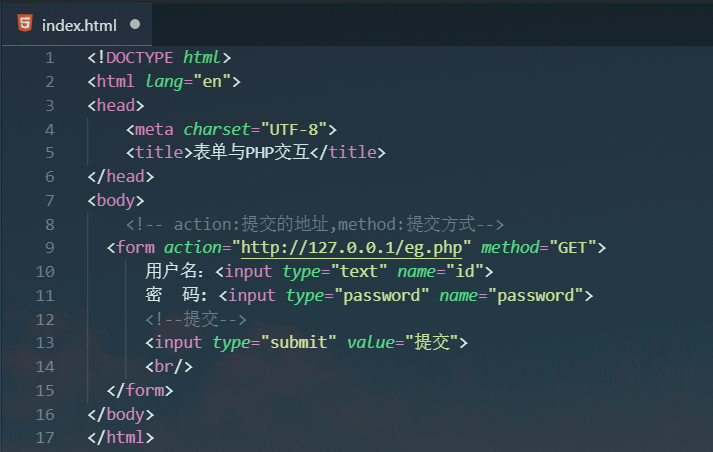 index.html
1 <!DOCTYPE html>
2 <html lang="en">
3 <head>
4     <meta charset="UTF-8">
5     <title>表单与PHP交互</title>
6 </head>
7 <body>
8     <!-- action:提交的地址,method:提交方式-->
9   <form action="http://127.0.0.1/eg.php" method="GET">
10       用户名: <input type="text" name="id">
11       密  码: <input type="password" name="password">
12       <!--提交-->
13       <input type="submit" value="提交">
14       <br/>
15   </form>
16 </body>
17 </html>